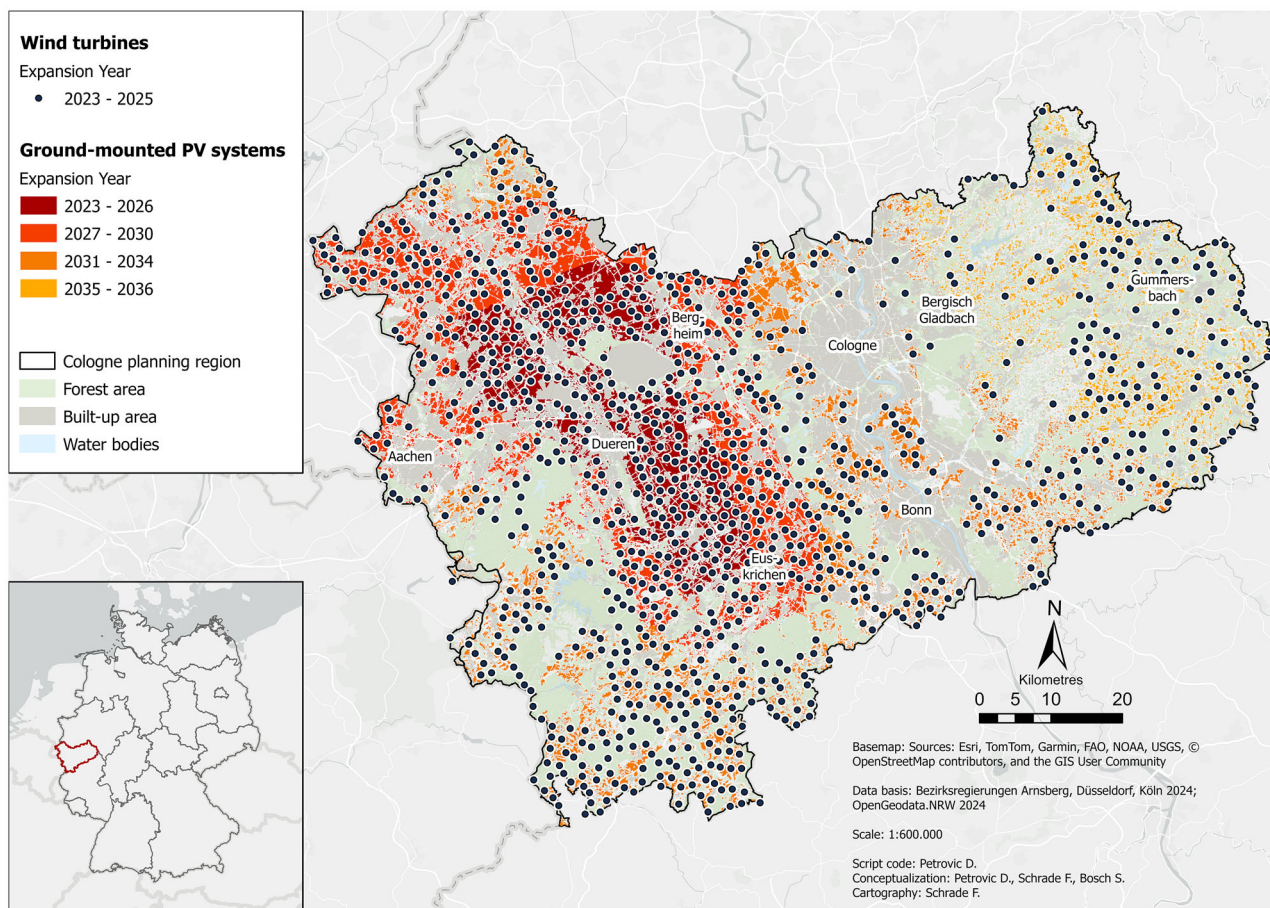 Wind turbines
Expansion Year
2023 - 2025
Ground-mounted PV systems
Expansion Year
2023 - 2026
2027 - 2030
2031 - 2034
2035 - 2036
Cologne planning region
Forest area
Built-up area
Water bodies
Gummers-
bach
Bergisch
Gladbach
Berg-
heim
Cologne
Dueren
Aachen
Bonn
Eus-
krichen
N
Kilometres
0 5 10 20
Basemap: Sources: Esri, TomTom, Garmin, FAO, NOAA, USGS, ©
OpenStreetMap contributors, and the GIS User Community
Data basis: Bezirksregierungen Arnsberg, Düsseldorf, Köln 2024;
OpenGeodata.NRW 2024
Scale: 1:600.000
Script code: Petrovic D.
Conceptualization: Petrovic D., Schrade F., Bosch S.
Cartography: Schrade F.